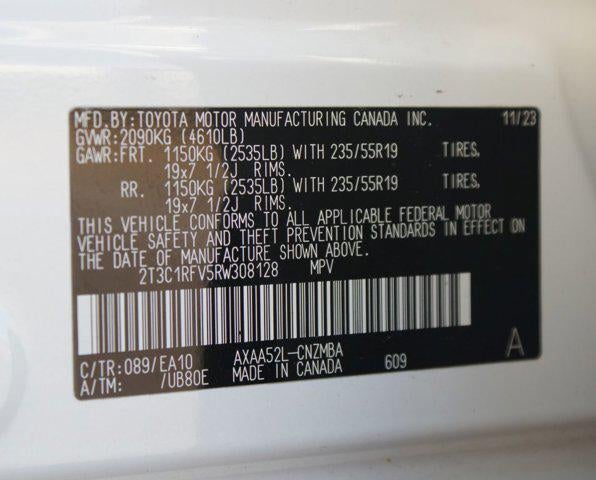 MFD. BY:TOYOTA MOTOR MANUFACTURING CANADA INC. 11/23
GVWR:2090KG (4610LB)
GAWR:FRT. 1150KG (2535LB) WITH 235/55R19 TIRES,
19x7 1/2J RIMS.
RR. 1150KG (2535LB) WITH 235/55R19 TIRES,
19x7 1/2J RIMS.
THIS VEHICLE CONFORMS TO ALL APPLICABLE FEDERAL MOTOR
VEHICLE SAFETY AND THEFT PREVENTION STANDARDS IN EFFECT ON
THE DATE OF MANUFACTURE SHOWN ABOVE.
2T3C1RFV5RW308128 MPV
C/TR:089/EA10 AXAA52L-CNZMBA
A/TM: /UB80E MADE IN CANADA 609 A